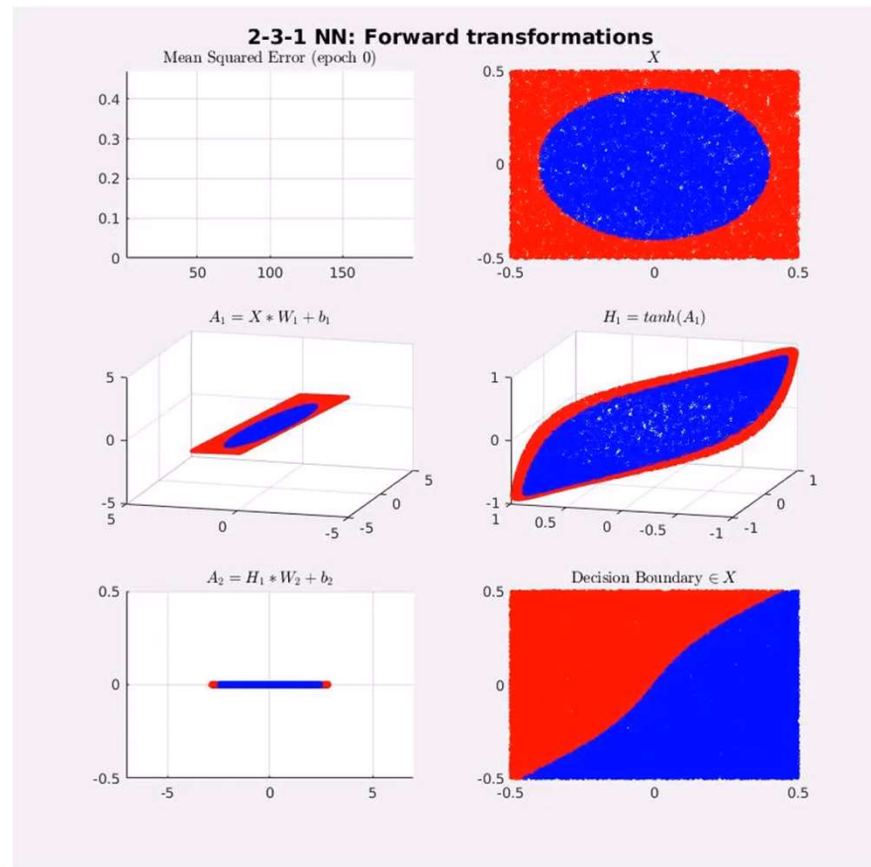 2-3-1 NN: Forward transformations
Mean Squared Error (epoch 0)
0.4
0.3
0.2
0.1
0
50 100 150
X
0.5
0
-0.5
-0.5 0 0.5
A₁ = X ∗ W₁ + b₁
5
0
-5
5 0 -5
-5 0 5
H₁ = tanh(A₁)
1
0
-1
1 0.5 0 -0.5 -1
-1 0 1
A₂ = H₁ ∗ W₂ + b₂
0.5
0
-0.5
-5 0 5
Decision Boundary ∈ X
0.5
0
-0.5
-0.5 0 0.5